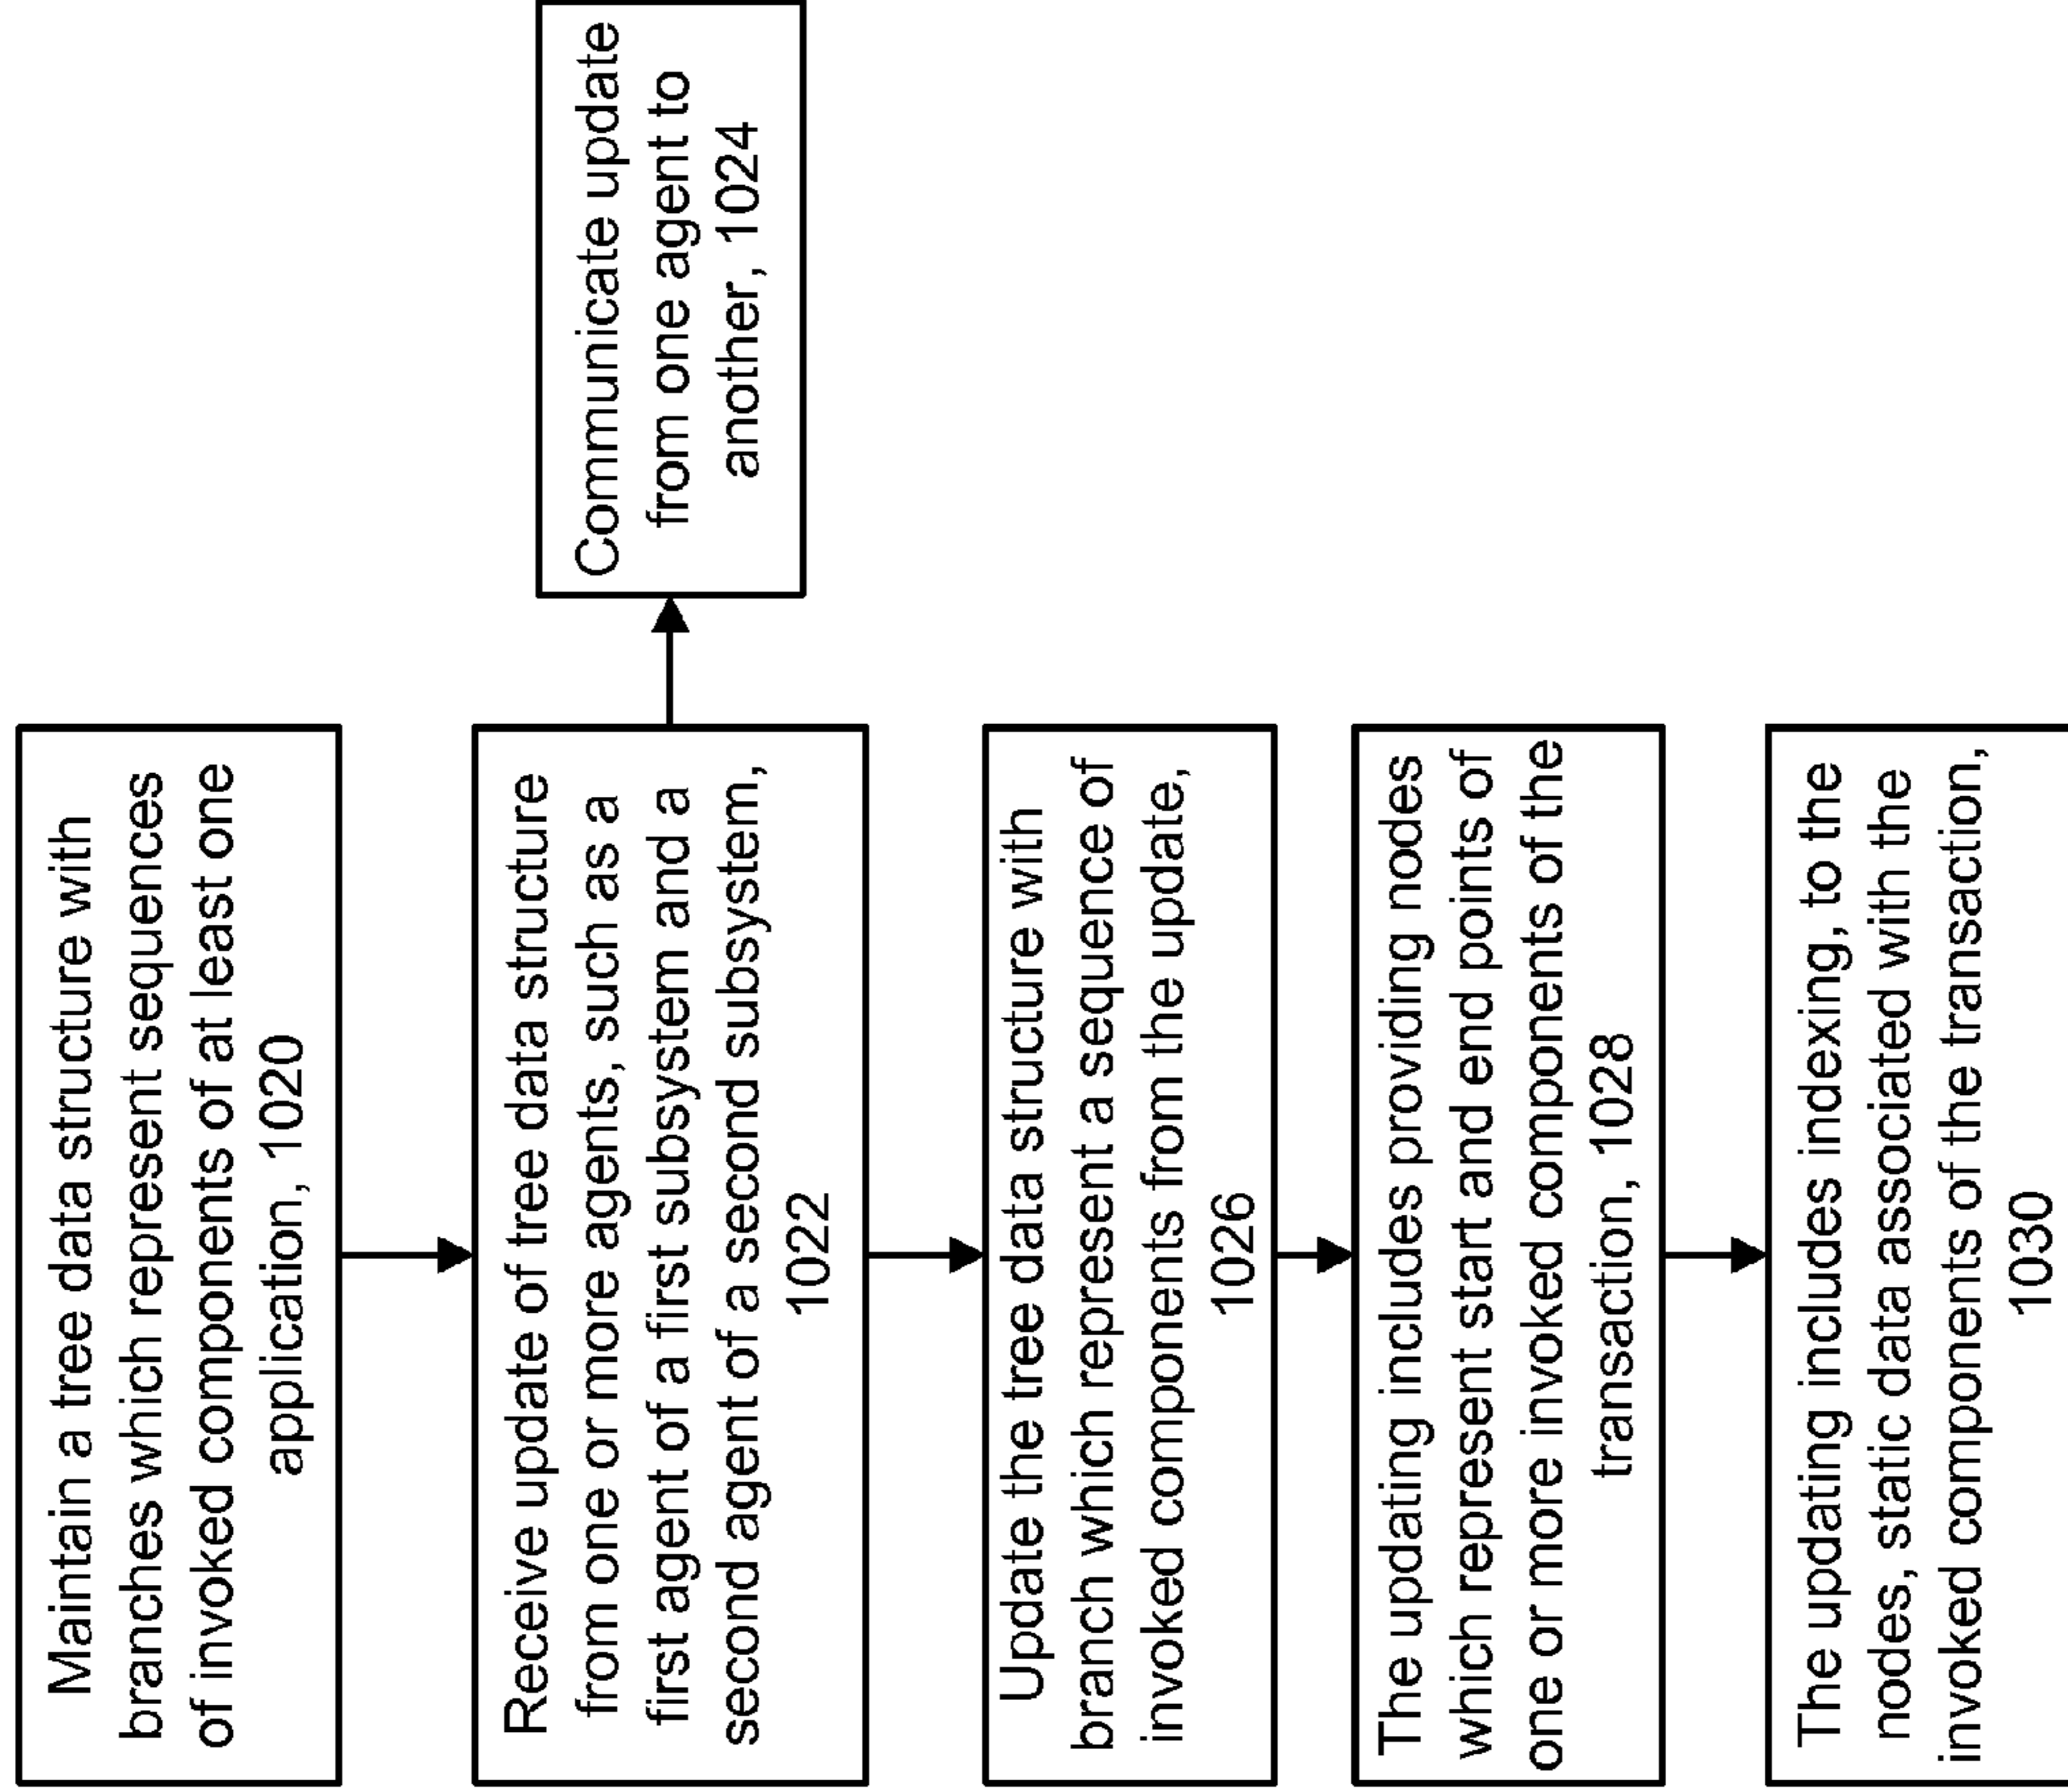 Maintain a tree data structure with
branches which represent sequences
of invoked components of at least one
application, 1020
Receive update of tree data structure
from one or more agents, such as a
first agent of a first subsystem and a
second agent of a second subsystem,
1022
Communicate update
from one agent to
another, 1024
Update the tree data structure with
branch which represent a sequence of
invoked components from the update,
1026
The updating includes providing nodes
which represent start and end points of
one or more invoked components of the
transaction, 1028
The updating includes indexing, to the
nodes, static data associated with the
invoked components of the transaction,
1030